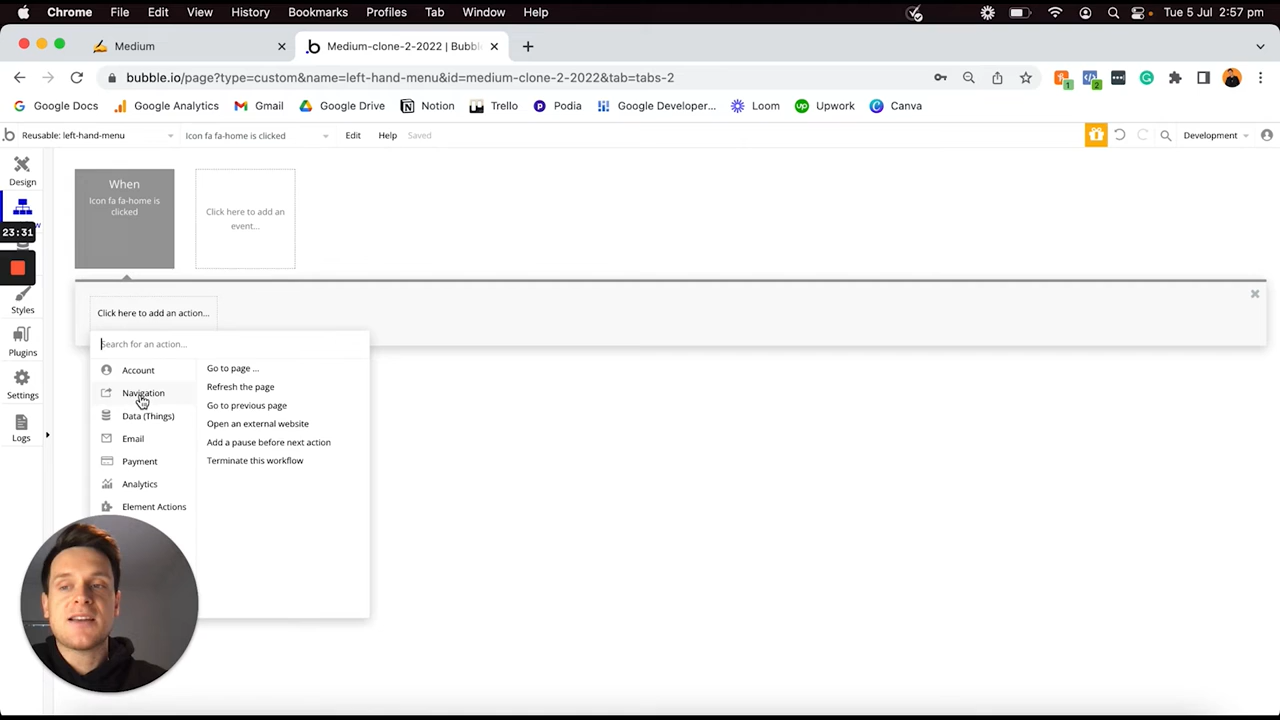 Chrome File Edit View History Bookmarks Profiles Tab Window Help Tue 5 Jul 2:57 pm
Medium
Medium-clone-2-2022 | Bubbl
bubble.io/page?type=custom&name=left-hand-menu&id=medium-clone-2-2022&tab=tabs-2
1
2
Google Docs Google Analytics Gmail Google Drive Notion Trello Podia Google Developer... Loom Upwork Canva
Reusable: left-hand-menu Icon fa fa-home is clicked Edit Help Saved Development
Design
23:31
Styles
Plugins
Settings
Logs
When
Icon fa fa-home is
clicked
Click here to add an
event...
Click here to add an action...
Search for an action...
Account
Navigation
Data (Things)
Email
Payment
Analytics
Element Actions
Go to page ...
Refresh the page
Go to previous page
Open an external website
Add a pause before next action
Terminate this workflow